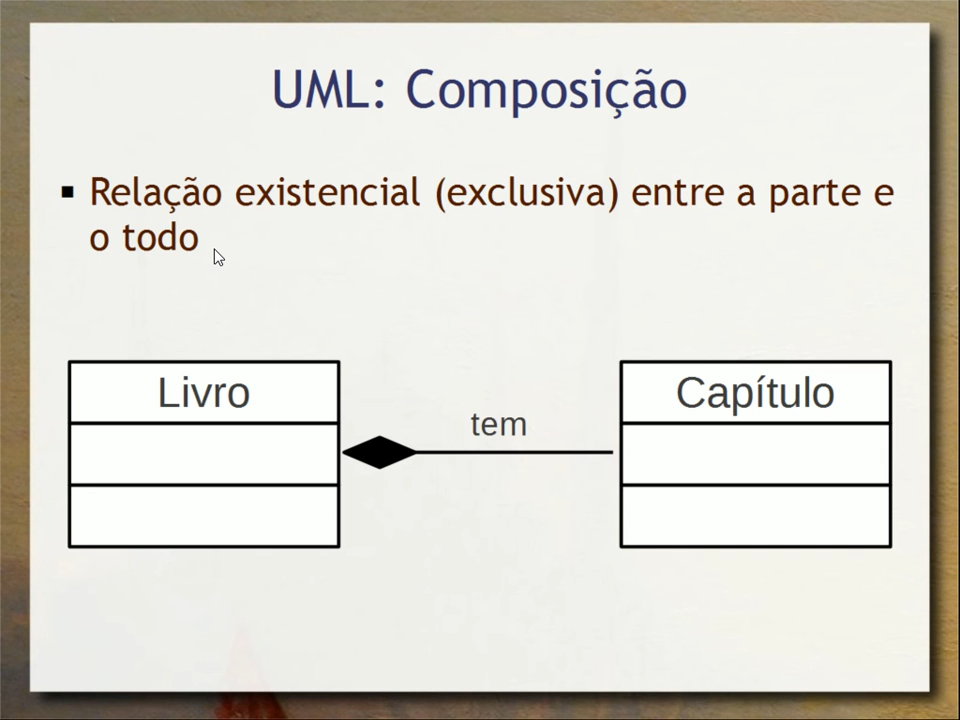 UML: Composição
Relação existencial (exclusiva) entre a parte e
o todo
Livro
tem
Capítulo